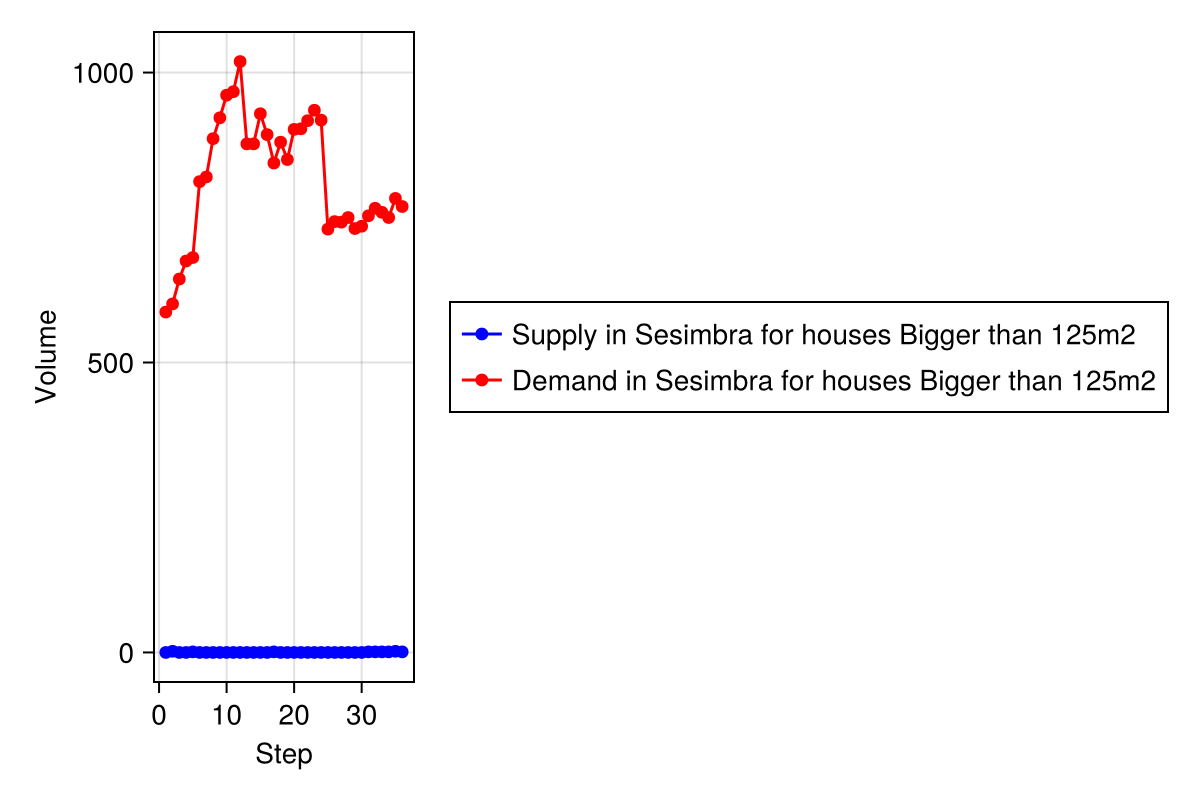 1000
500
0
Volume
0 10 20 30
Step
Supply in Sesimbra for houses Bigger than 125m2
Demand in Sesimbra for houses Bigger than 125m2